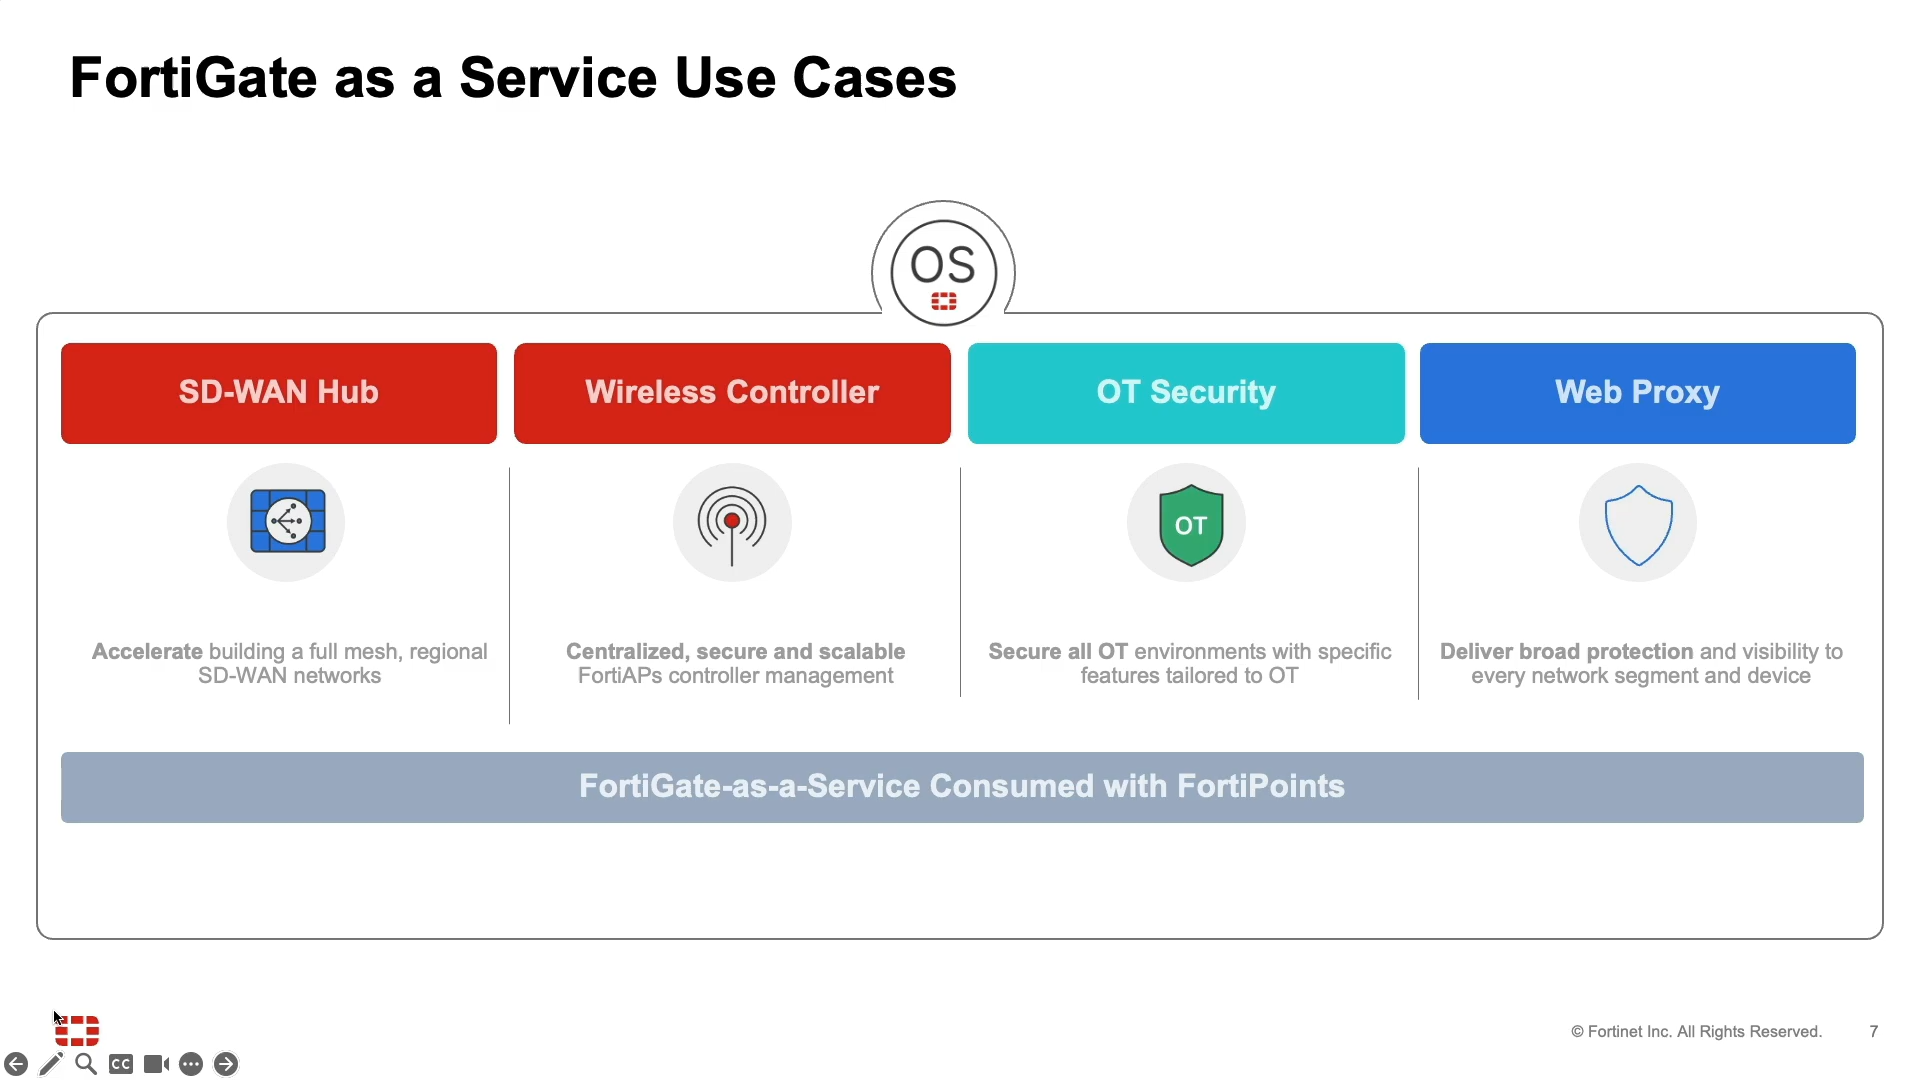 FortiGate as a Service Use Cases
OS
SD-WAN Hub
Wireless Controller
OT Security
Web Proxy
OT
Accelerate building a full mesh, regional
SD-WAN networks
Centralized, secure and scalable
FortiAPs controller management
Secure all OT environments with specific
features tailored to OT
Deliver broad protection and visibility to
every network segment and device
FortiGate-as-a-Service Consumed with FortiPoints
© Fortinet Inc. All Rights Reserved.
7
CC